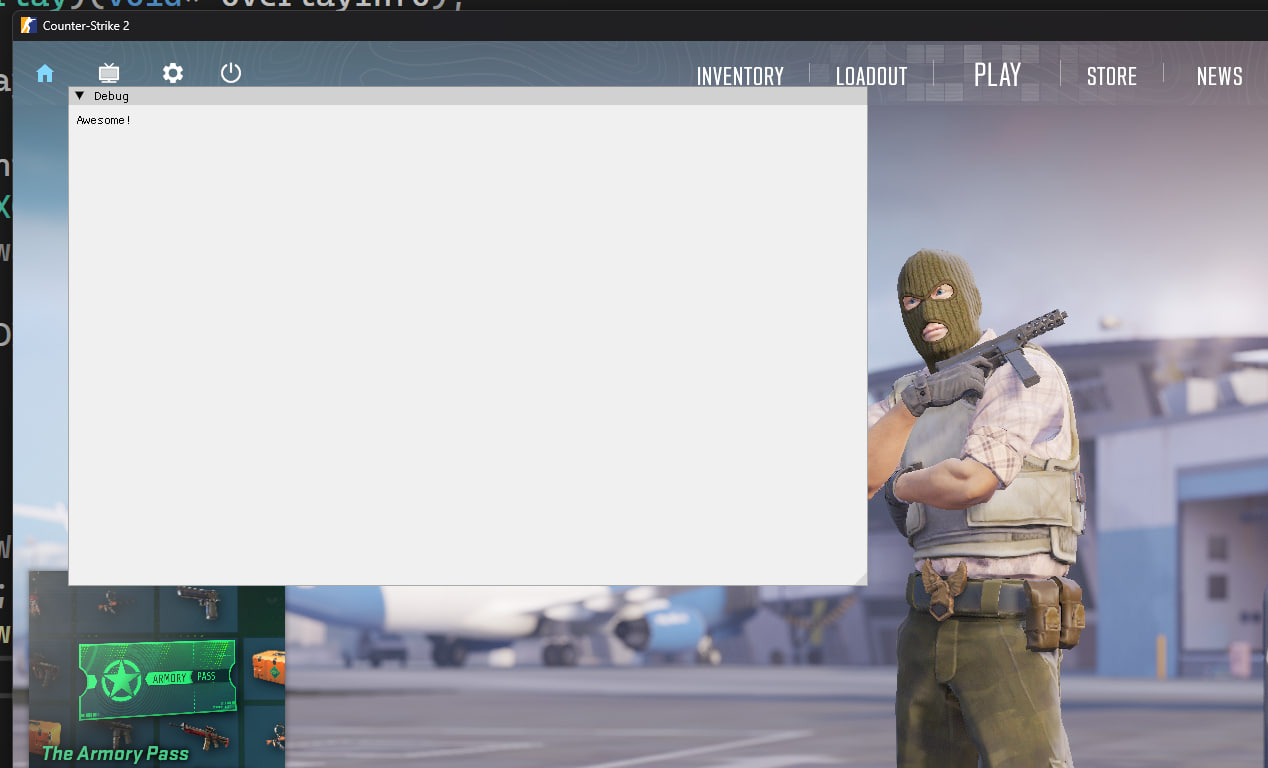 Counter-Strike 2
INVENTORY
LOADOUT
PLAY
STORE
NEWS
Debug
Awesome!
ARMORY PASS
The Armory Pass